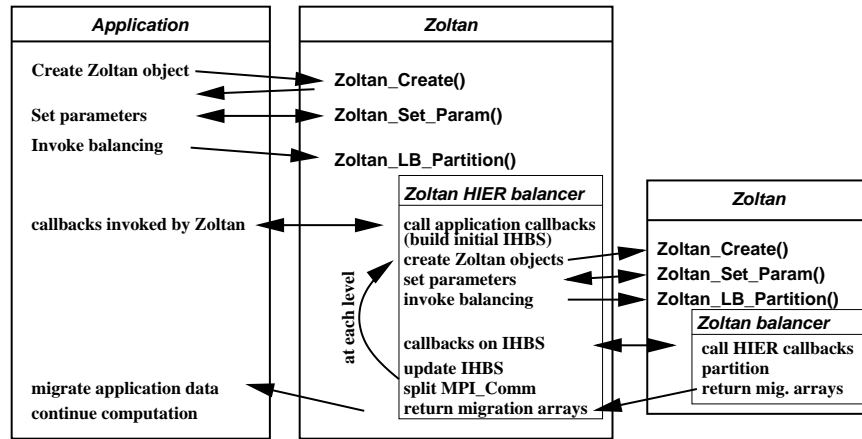 Application
Create Zoltan object
Set parameters
Invoke balancing
callbacks invoked by Zoltan
migrate application data
continue computation
Zoltan
Zoltan_Create()
Zoltan_Set_Param()
Zoltan_LB_Partition()
Zoltan HIER balancer
call application callbacks
(build initial IHBS)
create Zoltan objects
set parameters
invoke balancing
at each level
callbacks on IHBS
update IHBS
split MPI_Comm
return migration arrays
Zoltan
Zoltan_Create()
Zoltan_Set_Param()
Zoltan_LB_Partition()
Zoltan balancer
call HIER callbacks
partition
return mig. arrays